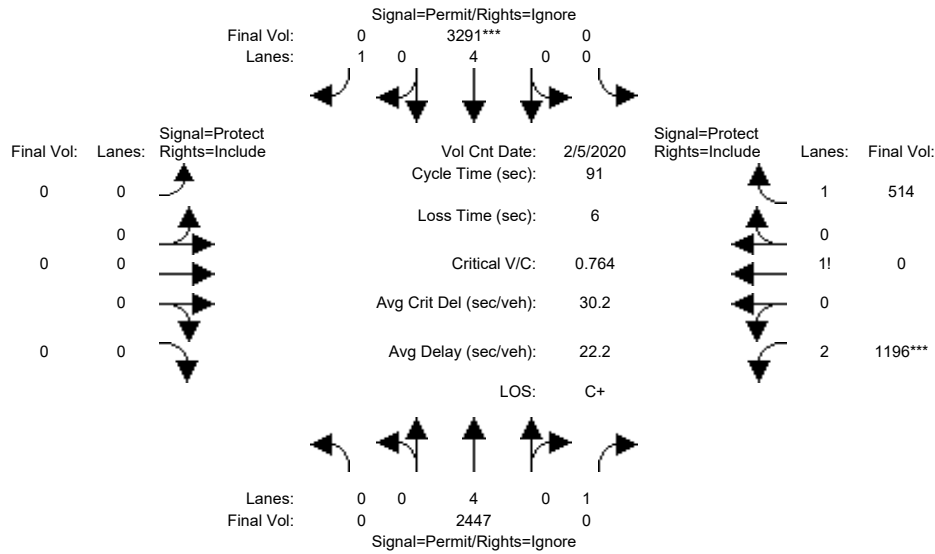 Signal=Permit/Rights=Ignore
Final Vol: 0 3291*** 0
Lanes: 1 0 4 0 0
Signal=Protect Signal=Protect
Final Vol: Lanes: Rights=Include Vol Cnt Date: 2/5/2020 Rights=Include Lanes: Final Vol:
Cycle Time (sec): 91
0 0 1 514
Loss Time (sec): 6
0 0
0 0 Critical V/C: 0.764 1! 0
0 Avg Crit Del (sec/veh): 30.2 0
0 0 Avg Delay (sec/veh): 22.2 2 1196***
LOS: C+
Lanes: 0 0 4 0 1
Final Vol: 0 2447 0
Signal=Permit/Rights=Ignore